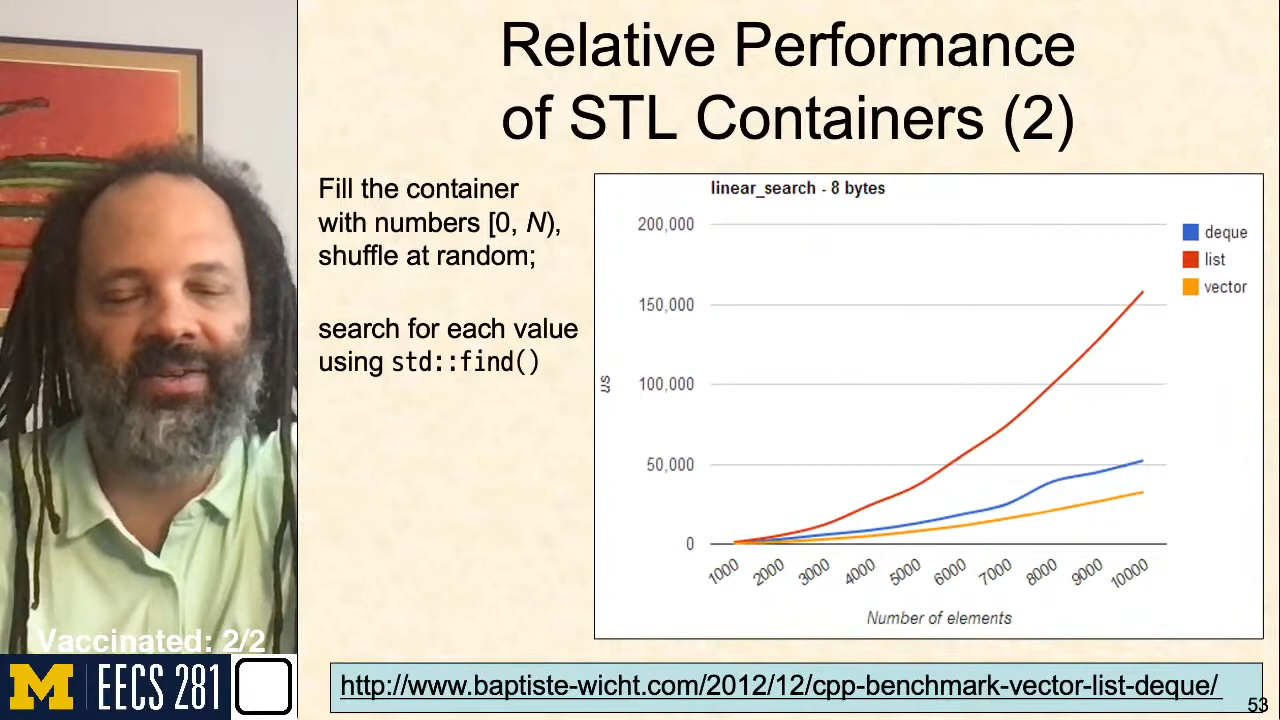 Relative Performance
of STL Containers (2)
Fill the container
with numbers [0, N),
shuffle at random;
search for each value
using std::find()
linear_search - 8 bytes
200,000
150,000
100,000
50,000
0
us
1000 2000 3000 4000 5000 6000 7000 8000 9000 10000
Number of elements
deque
list
vector
Vaccinated: 2/2
M EECS 281
http://www.baptiste-wicht.com/2012/12/cpp-benchmark-vector-list-deque/
53